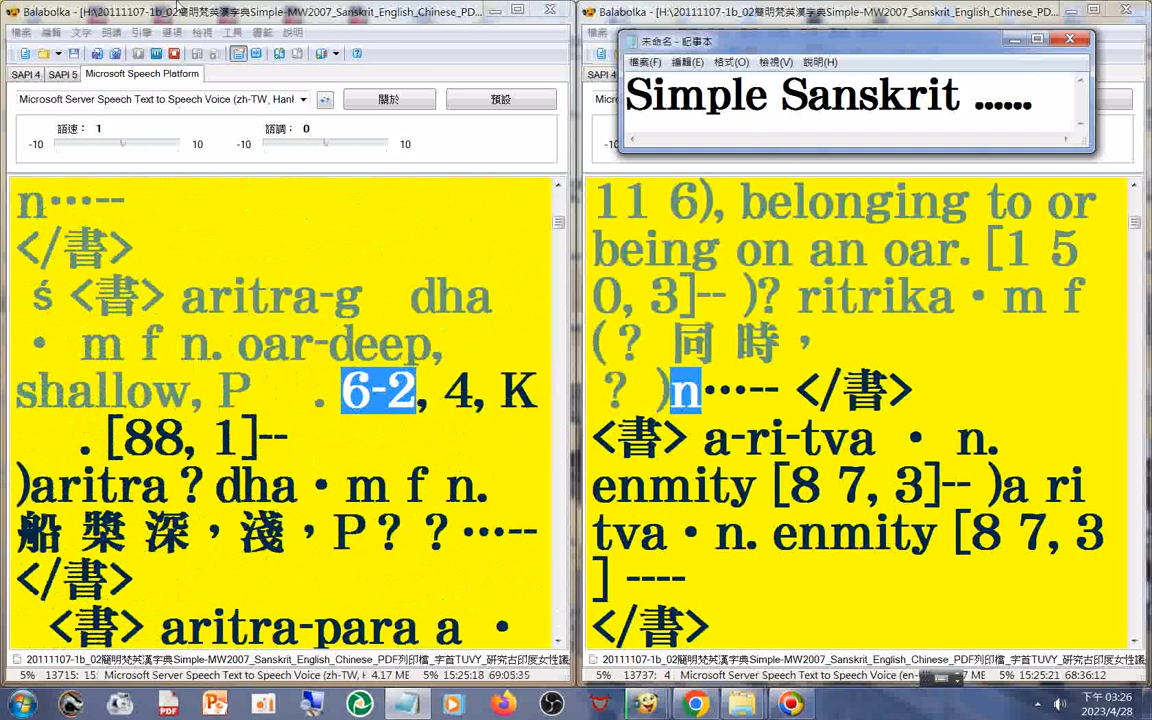 Balabolka - [H:\20111107-1b_02簡明梵英漢字典Simple-MW2007_Sanskrit_English_Chinese_PD...
檔案 編輯 文字 朗讀 引擎 選項 檢視 工具 書籤 說明
SAPI 4 SAPI 5 Microsoft Speech Platform
Microsoft Server Speech Text to Speech Voice (zh-TW, HanH
關於 預設
語速： 1 語調： 0
-10 10 -10 10
n…--
</書>
ś <書> aritra-g dha
• m f n. oar-deep,
shallow, P . 6-2, 4, K
. [88, 1]--
)aritra？dha • m f n.
船 槳 深，淺，P？？…--
</書>
<書> aritra-para a •
20111107-1b_02簡明梵英漢字典Simple-MW2007_Sanskrit_English_Chinese_PDF列印檔_字首TUVY_研究古印度女性議
5% 13715: 15 Microsoft Server Speech Text to Speech Voice (zh-TW, H 4.17 ME 5% 15:25:18 69:05:35
Balabolka - [H:\20111107-1b_02簡明梵英漢字典Simple-MW2007_Sanskrit_English_Chinese_PD...
檔案
SAPI 4
未命名 - 記事本
檔案(F) 編輯(E) 格式(O) 檢視(V) 說明(H)
Simple Sanskrit ......
-10
11 6), belonging to or
being on an oar. [1 5
0, 3]-- )? ritrika • m f
(？ 同 時，
？ )n…-- </書>
<書> a-ri-tva • n.
enmity [8 7, 3]-- )a ri
tva • n. enmity [8 7, 3
] ----
</書>
20111107-1b_02簡明梵英漢字典Simple-MW2007_Sanskrit_English_Chinese_PDF列印檔_字首TUVY_研究古印度女性議
5% 13737: 4 Microsoft Server Speech Text to Speech Voice (en- 5% 15:25:21 68:36:12
下午 03:26
2023/4/28